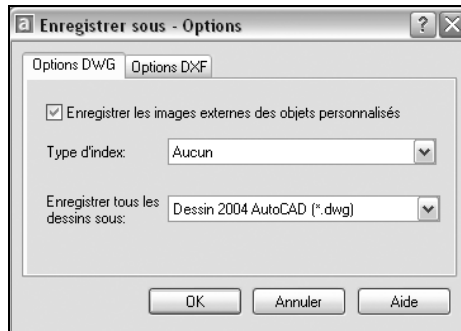 a Enregistrer sous - Options ? X
Options DWG Options DXF
Enregistrer les images externes des objets personnalisés
Type d'index: Aucun
Enregistrer tous les
dessins sous: Dessin 2004 AutoCAD (*.dwg)
OK Annuler Aide